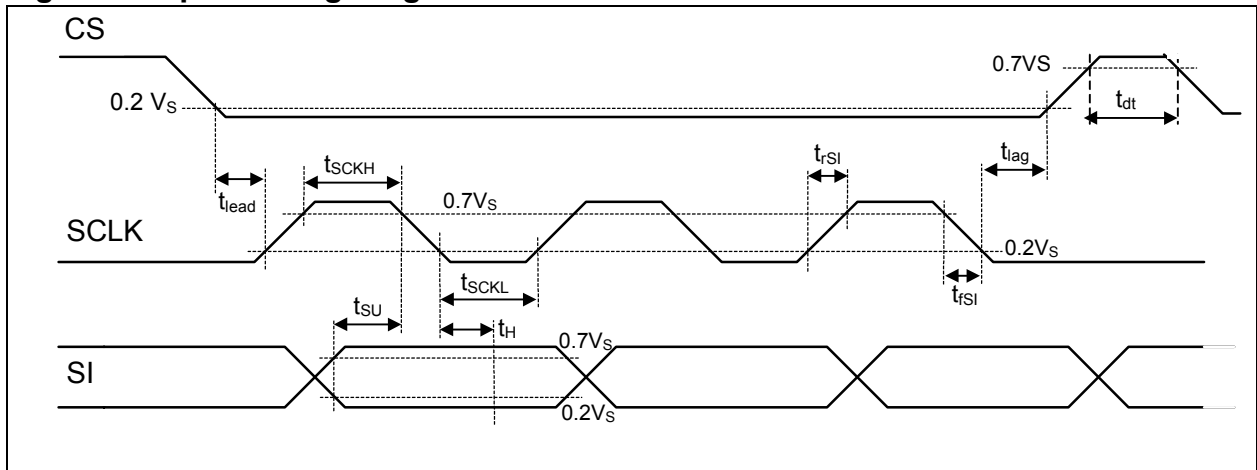 CS
0.7VS
0.2 VS
tdt
tSCKH
trSI
tlag
tlead
0.7VS
SCLK
0.2VS
tSCKL
tfSI
tSU
tH
0.7VS
SI
0.2VS